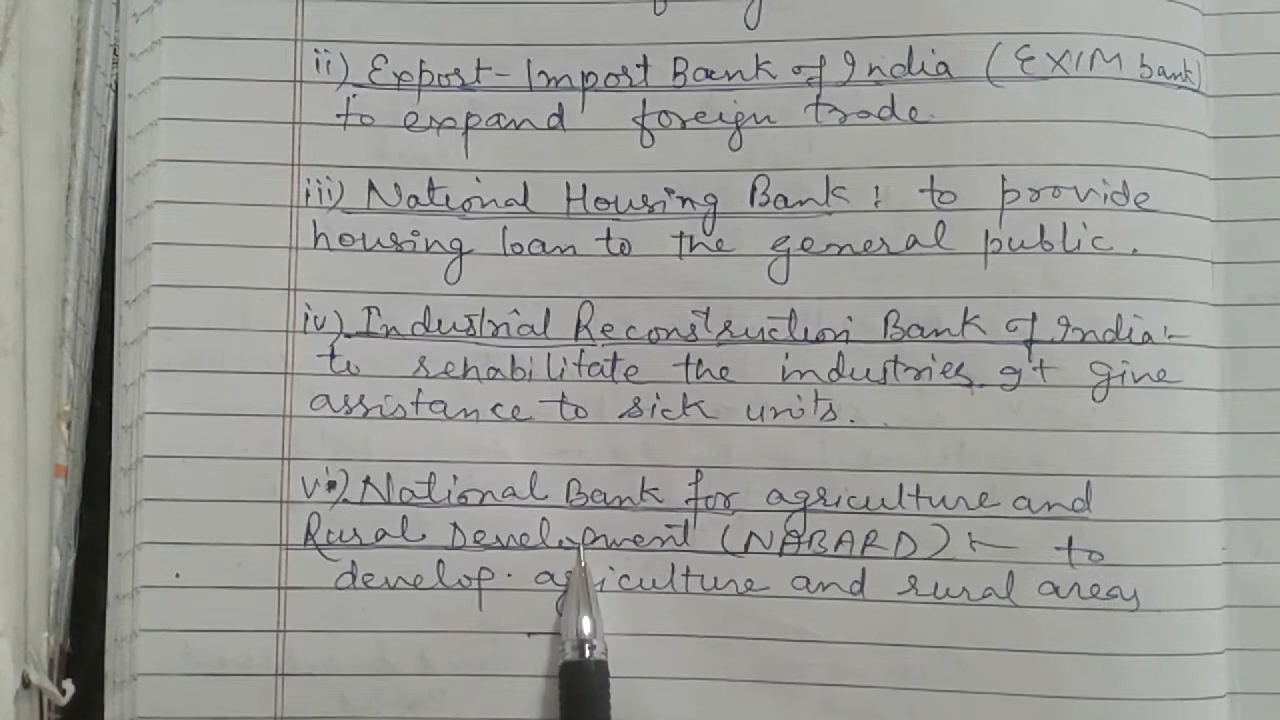 ii) Export-Import Bank of India (EXIM bank)
to expand foreign trade.
iii) National Housing Bank: to provide
housing loan to the general public.
iv) Industrial Reconstruction Bank of India:-
to rehabilitate the industries. It give
assistance to sick units.
v) National Bank for agriculture and
Rural Development (NABARD) :- to
develop agriculture and rural areas